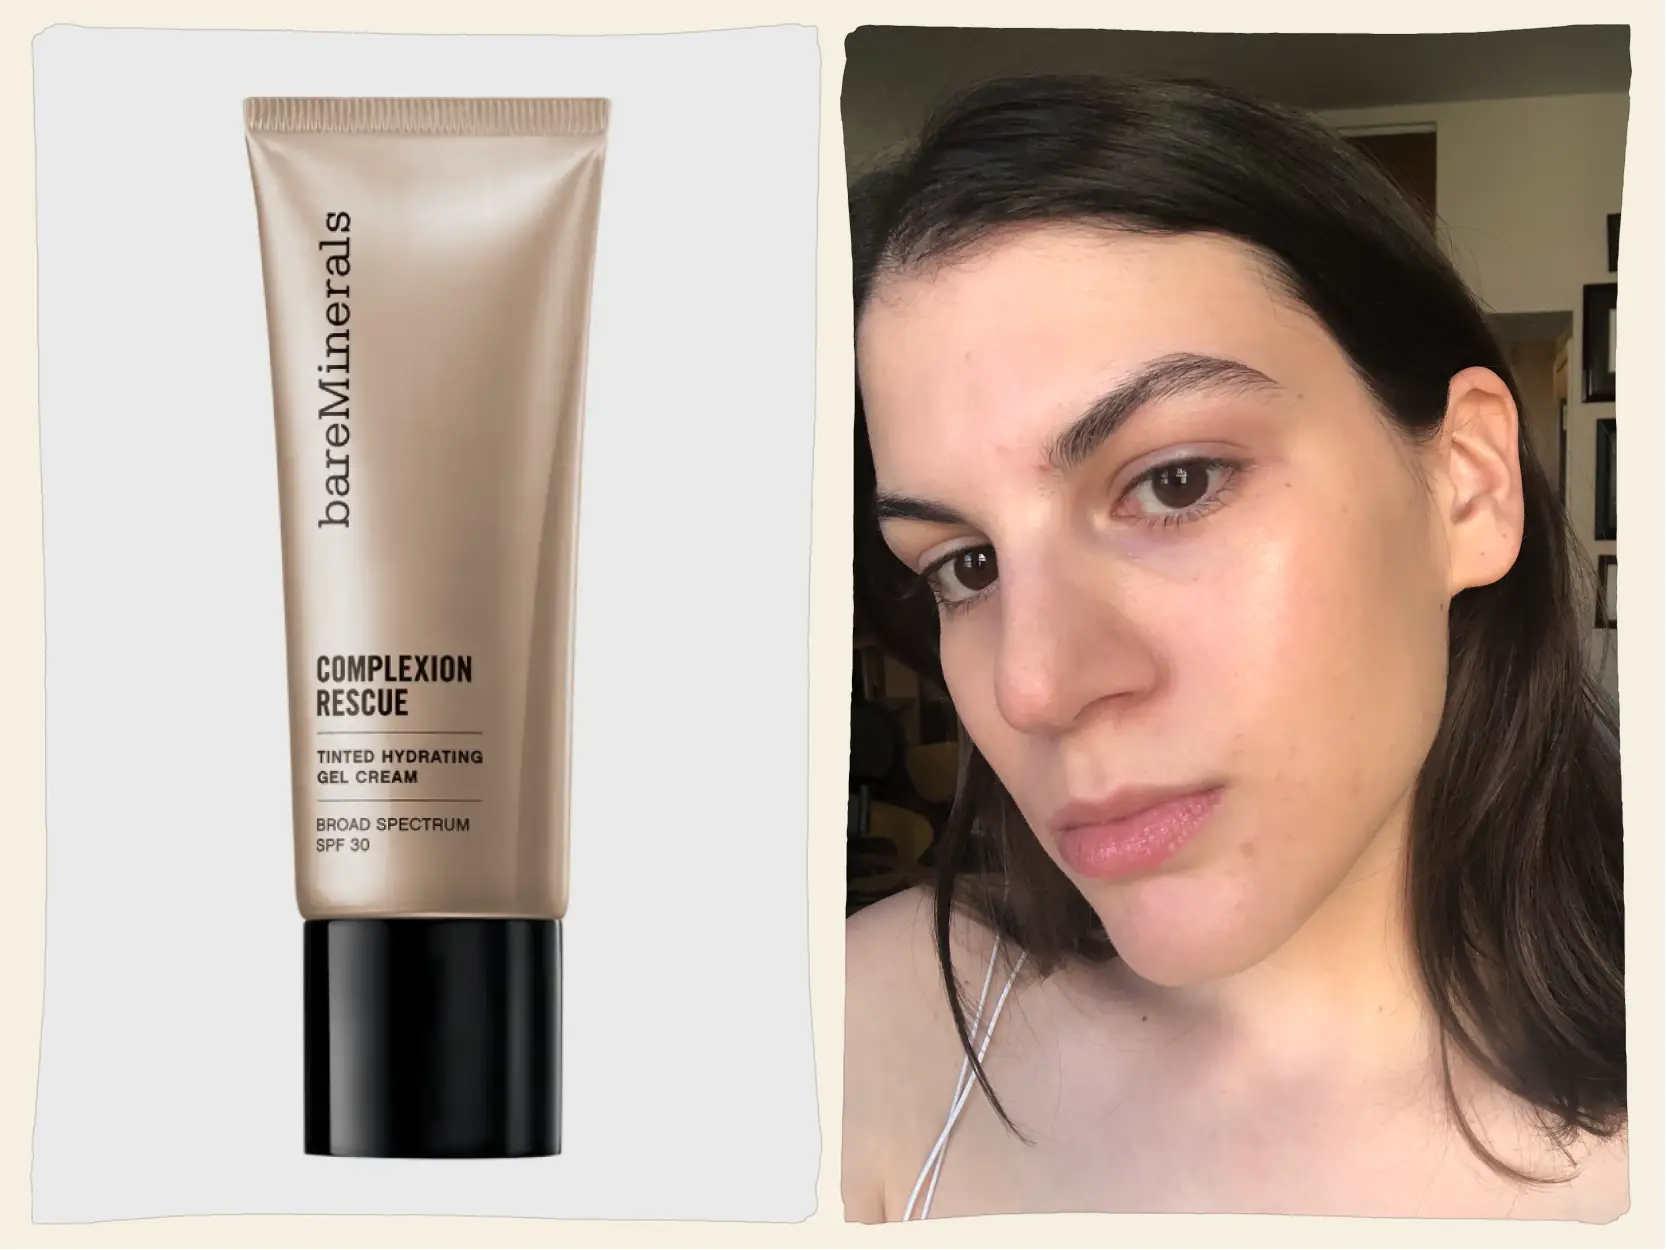 bareMinerals
COMPLEXION
RESCUE
TINTED HYDRATING
GEL CREAM
BROAD SPECTRUM
SPF 30